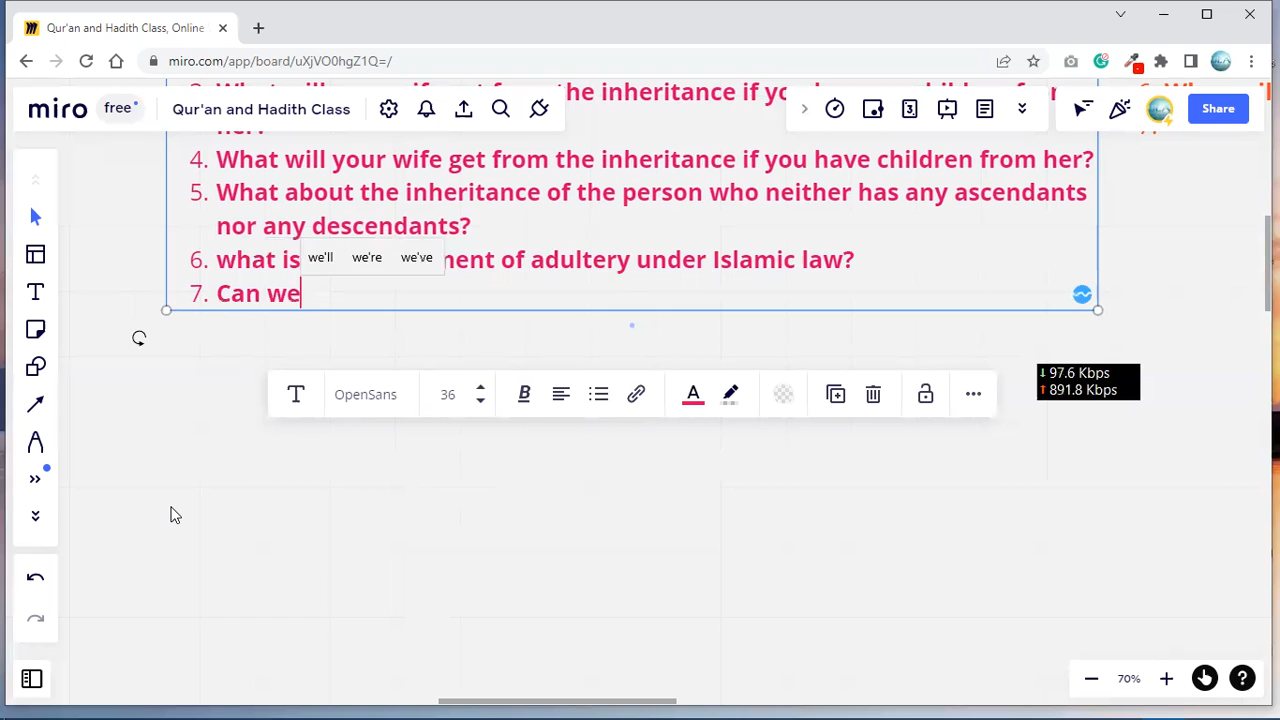 Qur'an and Hadith Class, Online
miro.com/app/board/uXjVO0hgZ1Q=/
miro free Qur'an and Hadith Class Share
the inheritance if
4. What will your wife get from the inheritance if you have children from her?
5. What about the inheritance of the person who neither has any ascendants
nor any descendants?
we'll we're we've
6. what is ment of adultery under Islamic law?
7. Can we
97.6 Kbps
891.8 Kbps
OpenSans 36 B A
70%